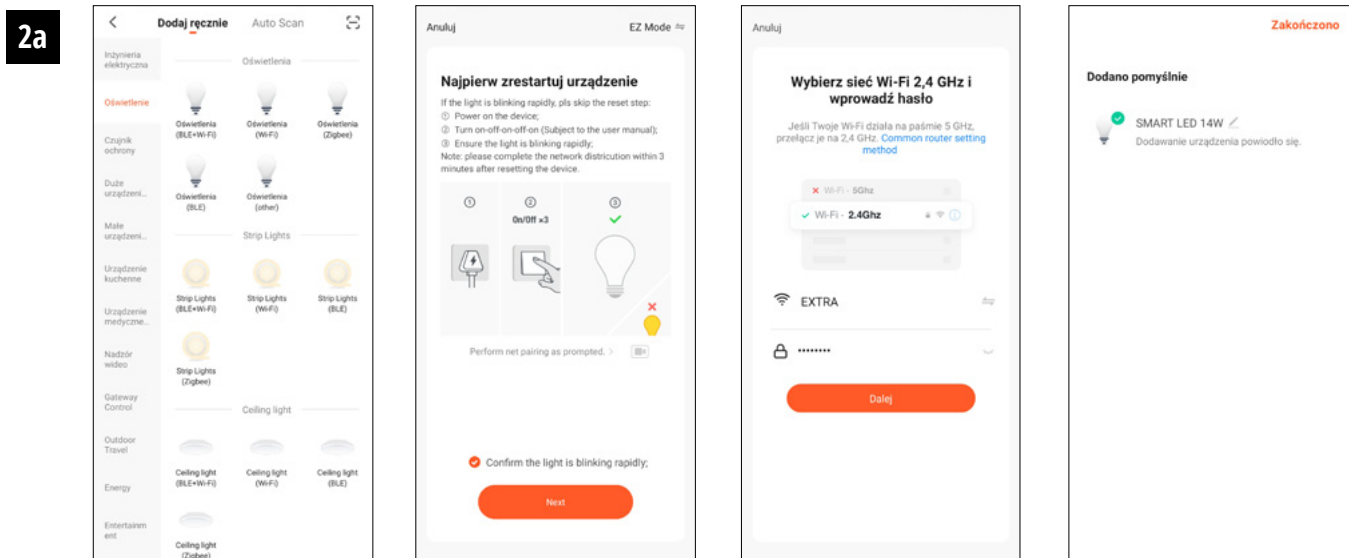 2a
Dodaj ręcznie
Auto Scan
Inżynieria
elektryczna
Oświetlenie
Czujnik
ochrony
Duże
urządzeni...
Małe
urządzeni...
Urządzenie
kuchenne
Urządzenie
medyczne...
Nadzór
wideo
Gateway
Control
Outdoor
Travel
Energy
Entertainm
ent
Oświetlenia
Oświetlenia
(BLE+Wi-Fi)
Oświetlenia
(Wi-Fi)
Oświetlenia
(Zigbee)
Oświetlenia
(BLE)
Oświetlenia
(other)
Strip Lights
Strip Lights
(BLE+Wi-Fi)
Strip Lights
(Wi-Fi)
Strip Lights
(BLE)
Strip Lights
(Zigbee)
Ceiling light
Ceiling light
(BLE+Wi-Fi)
Ceiling light
(Wi-Fi)
Ceiling light
(BLE)
Ceiling light
(Zigbee)
Anuluj
EZ Mode
Najpierw zrestartuj urządzenie
If the light is blinking rapidly, pls skip the reset step:
① Power on the device;
② Turn on-off-on-off-on (Subject to the user manual);
③ Ensure the light is blinking rapidly;
Note: please complete the network districution within 3
minutes after resetting the device.
① ② ③
On/Off ×3
Perform net pairing as prompted. >
Confirm the light is blinking rapidly;
Next
Anuluj
Wybierz sieć Wi-Fi 2,4 GHz i
wprowadź hasło
Jeśli Twoje Wi-Fi działa na paśmie 5 GHz,
przełącz je na 2,4 GHz. Common router setting
method
Wi-Fi - 5Ghz
Wi-Fi - 2.4Ghz
EXTRA
••••••••
Dalej
Zakończono
Dodano pomyślnie
SMART LED 14W
Dodawanie urządzenia powiodło się.